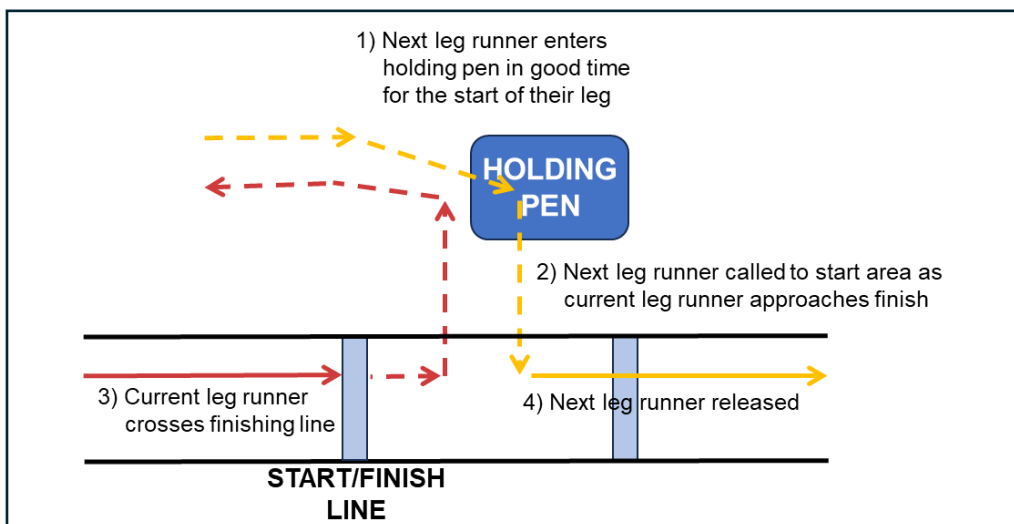 1) Next leg runner enters
holding pen in good time
for the start of their leg
HOLDING
PEN
2) Next leg runner called to start area as
current leg runner approaches finish
3) Current leg runner
crosses finishing line
4) Next leg runner released
START/FINISH
LINE